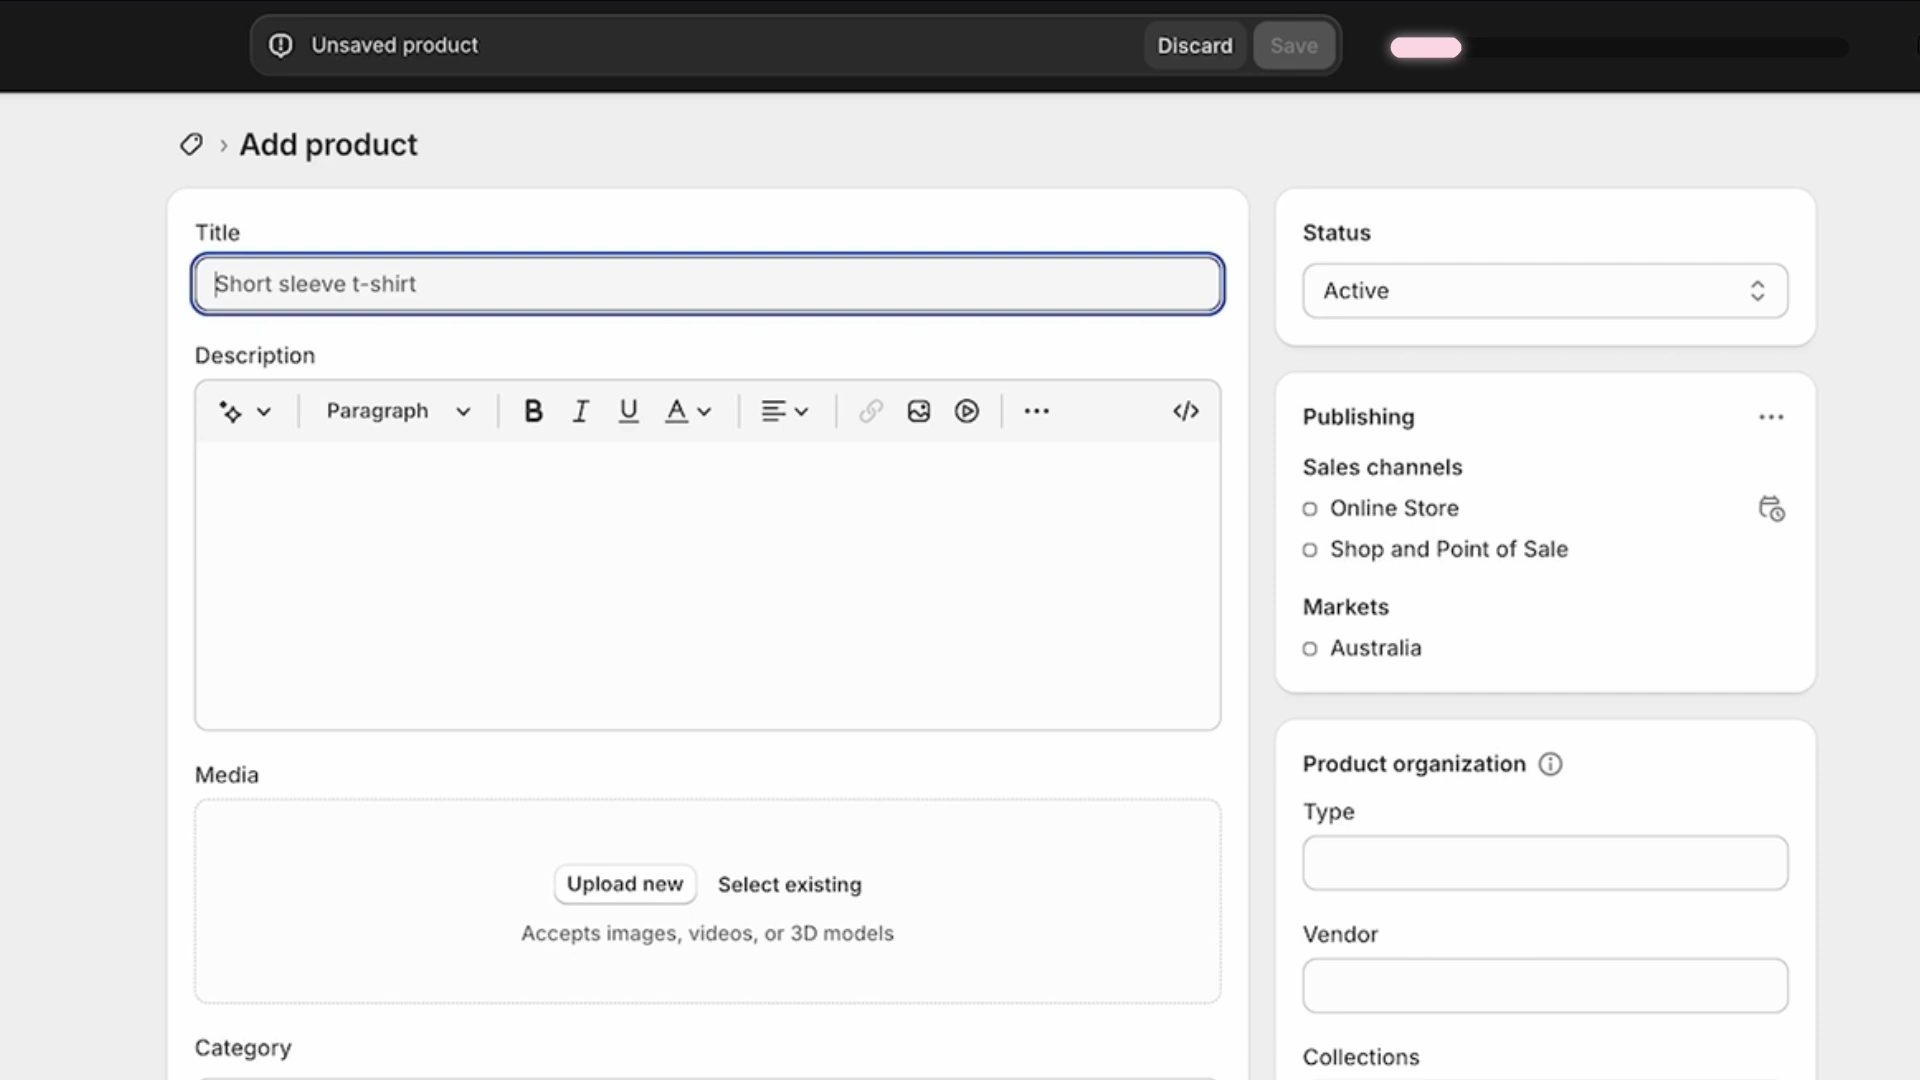 Unsaved product
Discard
Save
Add product
Title
Short sleeve t-shirt
Description
Paragraph
B
I
U
A
Media
Upload new
Select existing
Accepts images, videos, or 3D models
Category
Status
Active
Publishing
Sales channels
Online Store
Shop and Point of Sale
Markets
Australia
Product organization
Type
Vendor
Collections